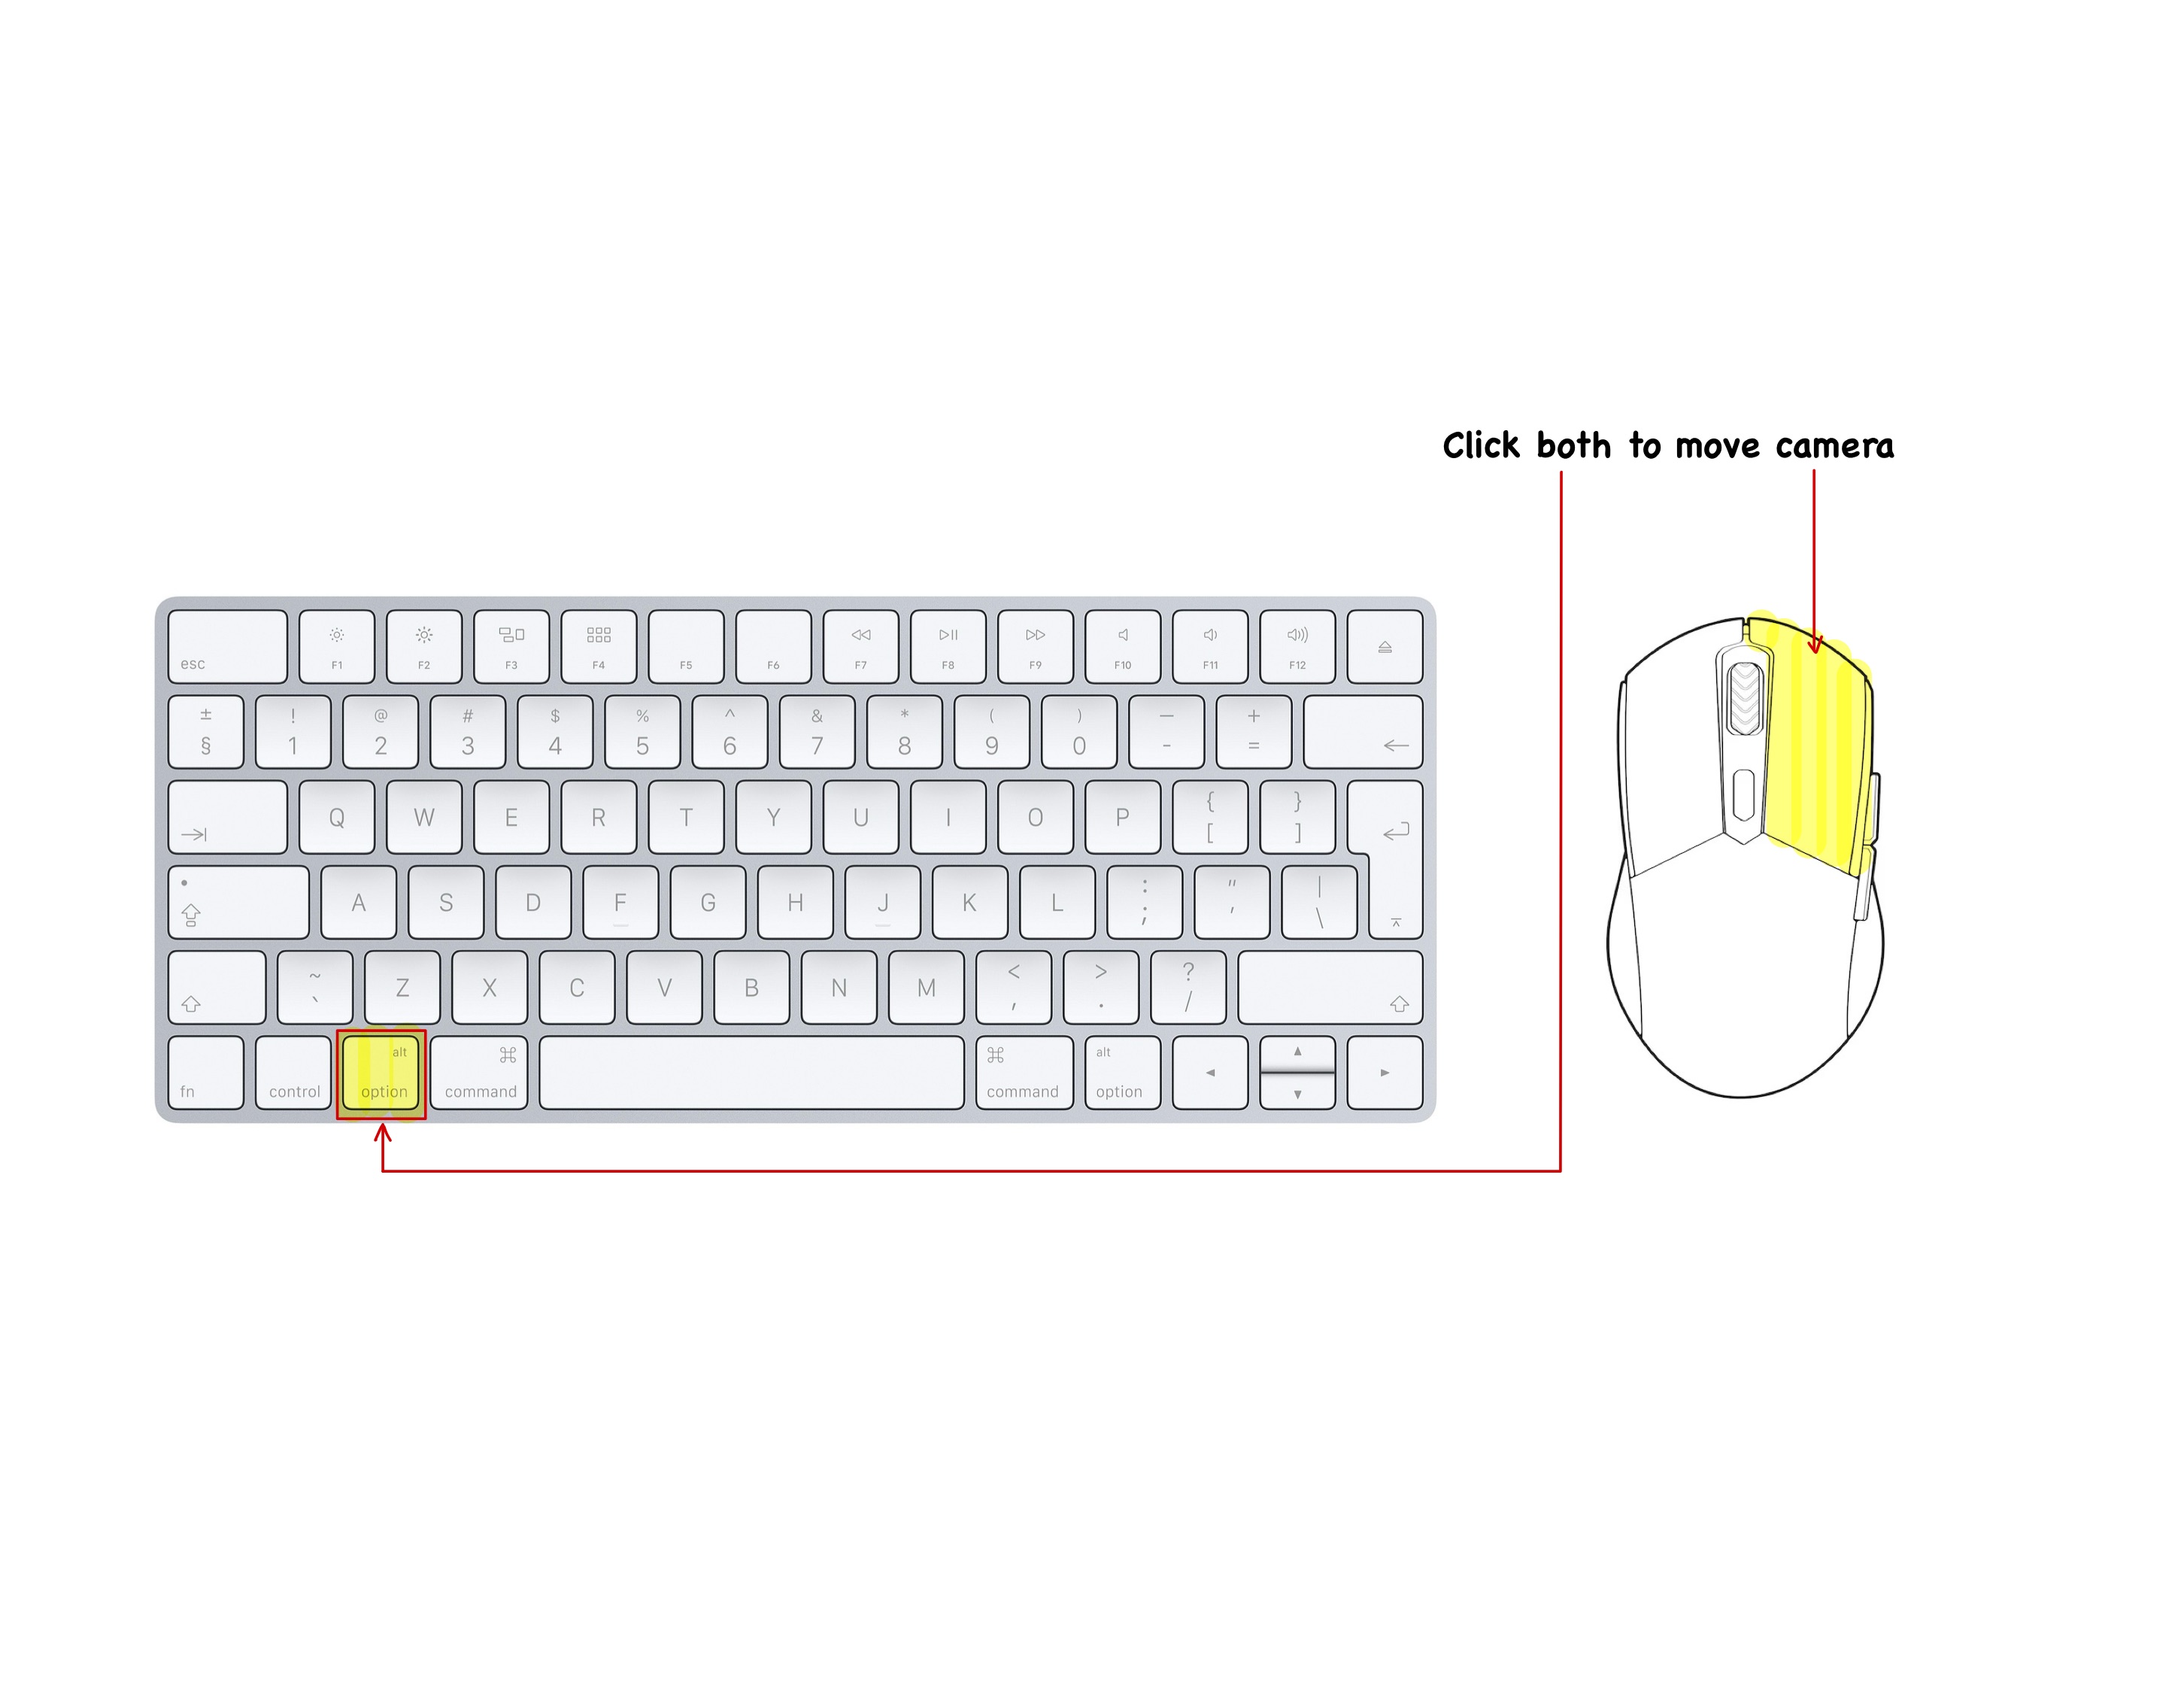 Click both to move camera
esc F1 F2 F3 F4 F5 F6 F7 F8 F9 F10 F11 F12
± ! @ # $ % ^ & * ( ) — +
§ 1 2 3 4 5 6 7 8 9 0 - =
Q W E R T Y U I O P { }
[ ]
A S D F G H J K L : " |
; ' \
~ Z X C V B N M < > ?
` , . /
alt ⌘ ⌘ alt
fn control option command command option